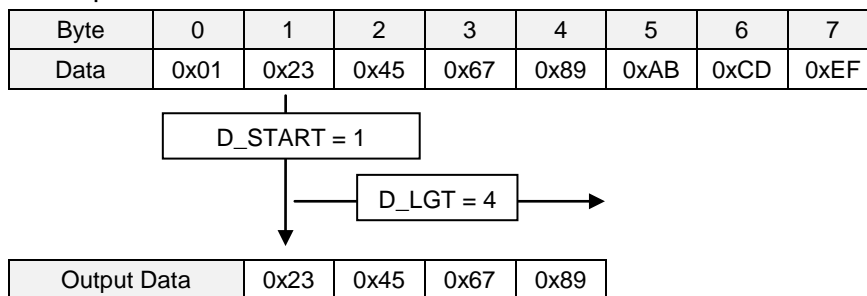 Byte 0 1 2 3 4 5 6 7
Data 0x01 0x23 0x45 0x67 0x89 0xAB 0xCD 0xEF
D_START = 1
D_LGT = 4
Output Data 0x23 0x45 0x67 0x89